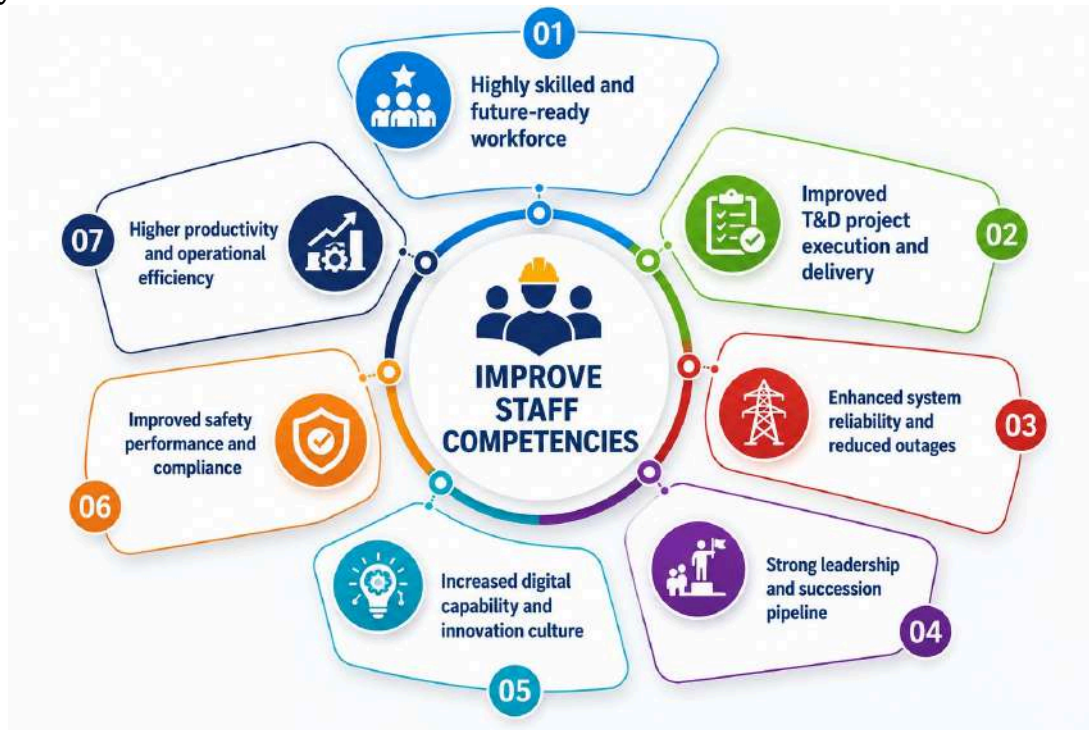 01
Highly skilled and
future-ready
workforce
02
Improved
T&D project
execution and
delivery
03
Enhanced system
reliability and
reduced outages
04
Strong leadership
and succession
pipeline
05
Increased digital
capability and
innovation culture
06
Improved safety
performance and
compliance
07
Higher productivity
and operational
efficiency
IMPROVE
STAFF
COMPETENCIES